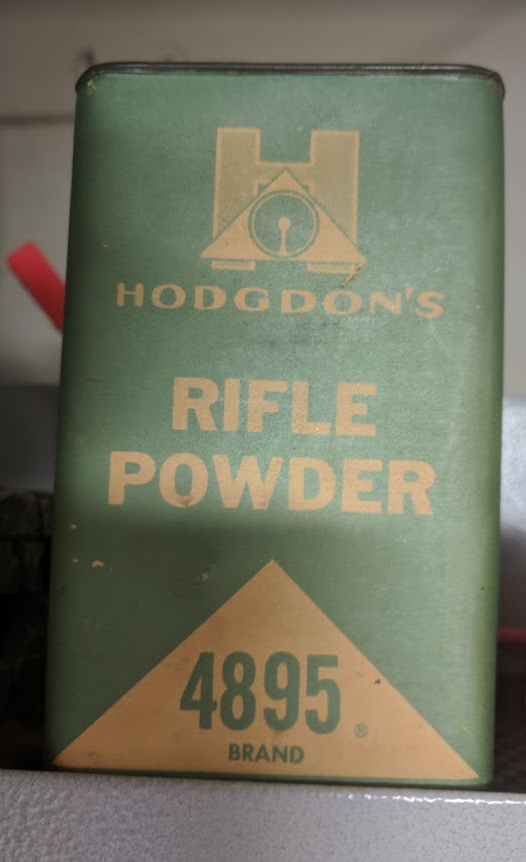 H
HODGDON'S
RIFLE
POWDER
4895®
BRAND